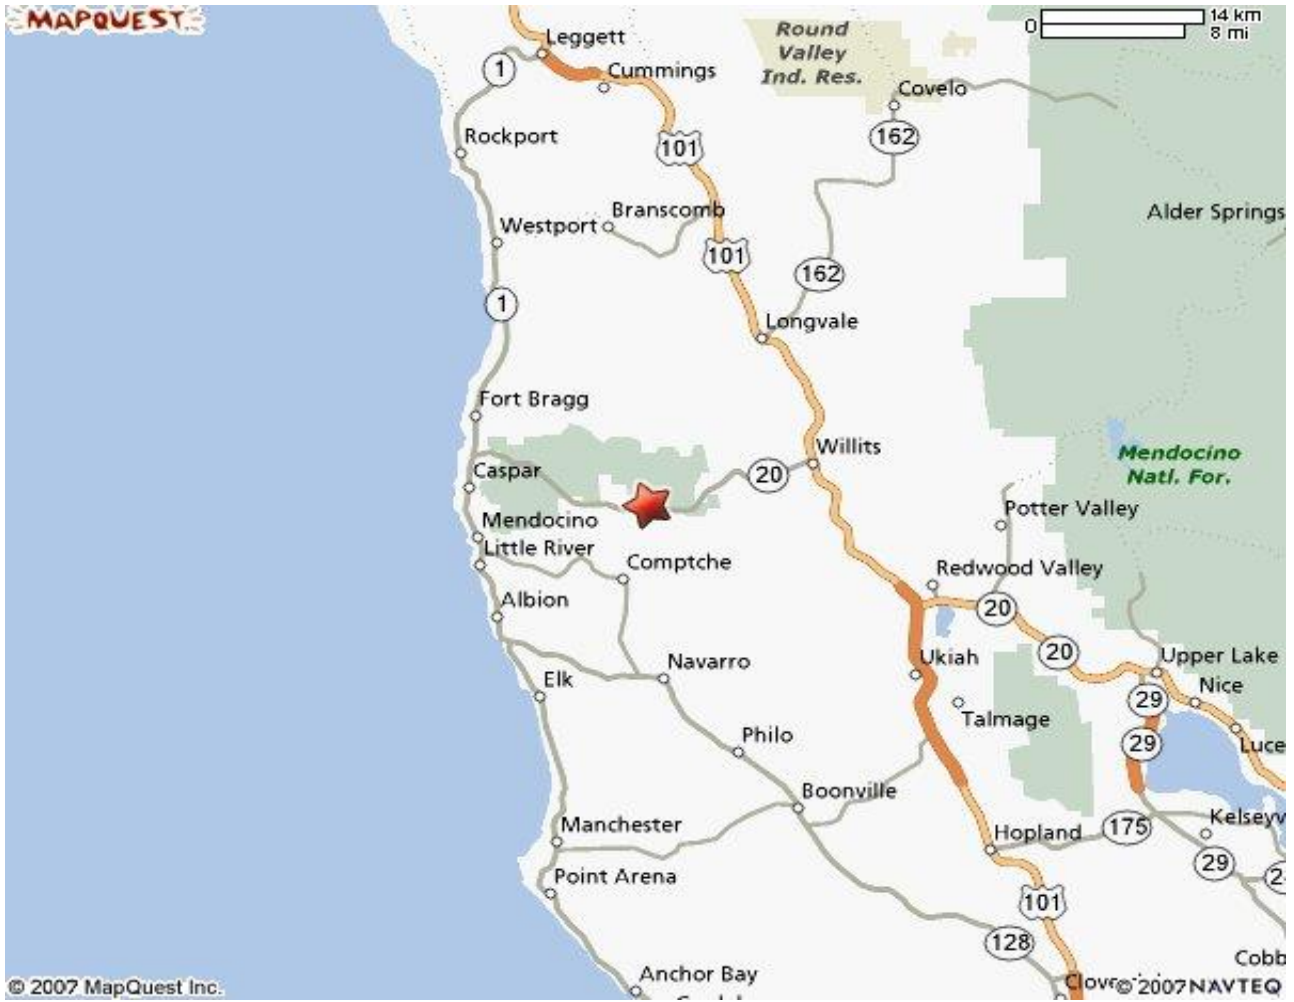 MAPQUEST
0
14 km
8 mi
Leggett
Round
Valley
Ind. Res.
1
Cummings
Covelo
Rockport
101
162
Branscomb
Westport
Alder Springs
101
162
1
Longvale
Fort Bragg
Willits
Mendocino
Natl. For.
Caspar
20
Mendocino
Potter Valley
Little River
Comptche
Redwood Valley
Albion
20
Navarro
Ukiah
20
Upper Lake
Elk
Nice
29
Talmage
Philo
29
Luce
Boonville
Manchester
Hopland
175
Kelseyv
Point Arena
29
101
128
Cobb
Anchor Bay
© 2007 MapQuest Inc.
© 2007 NAVTEQ